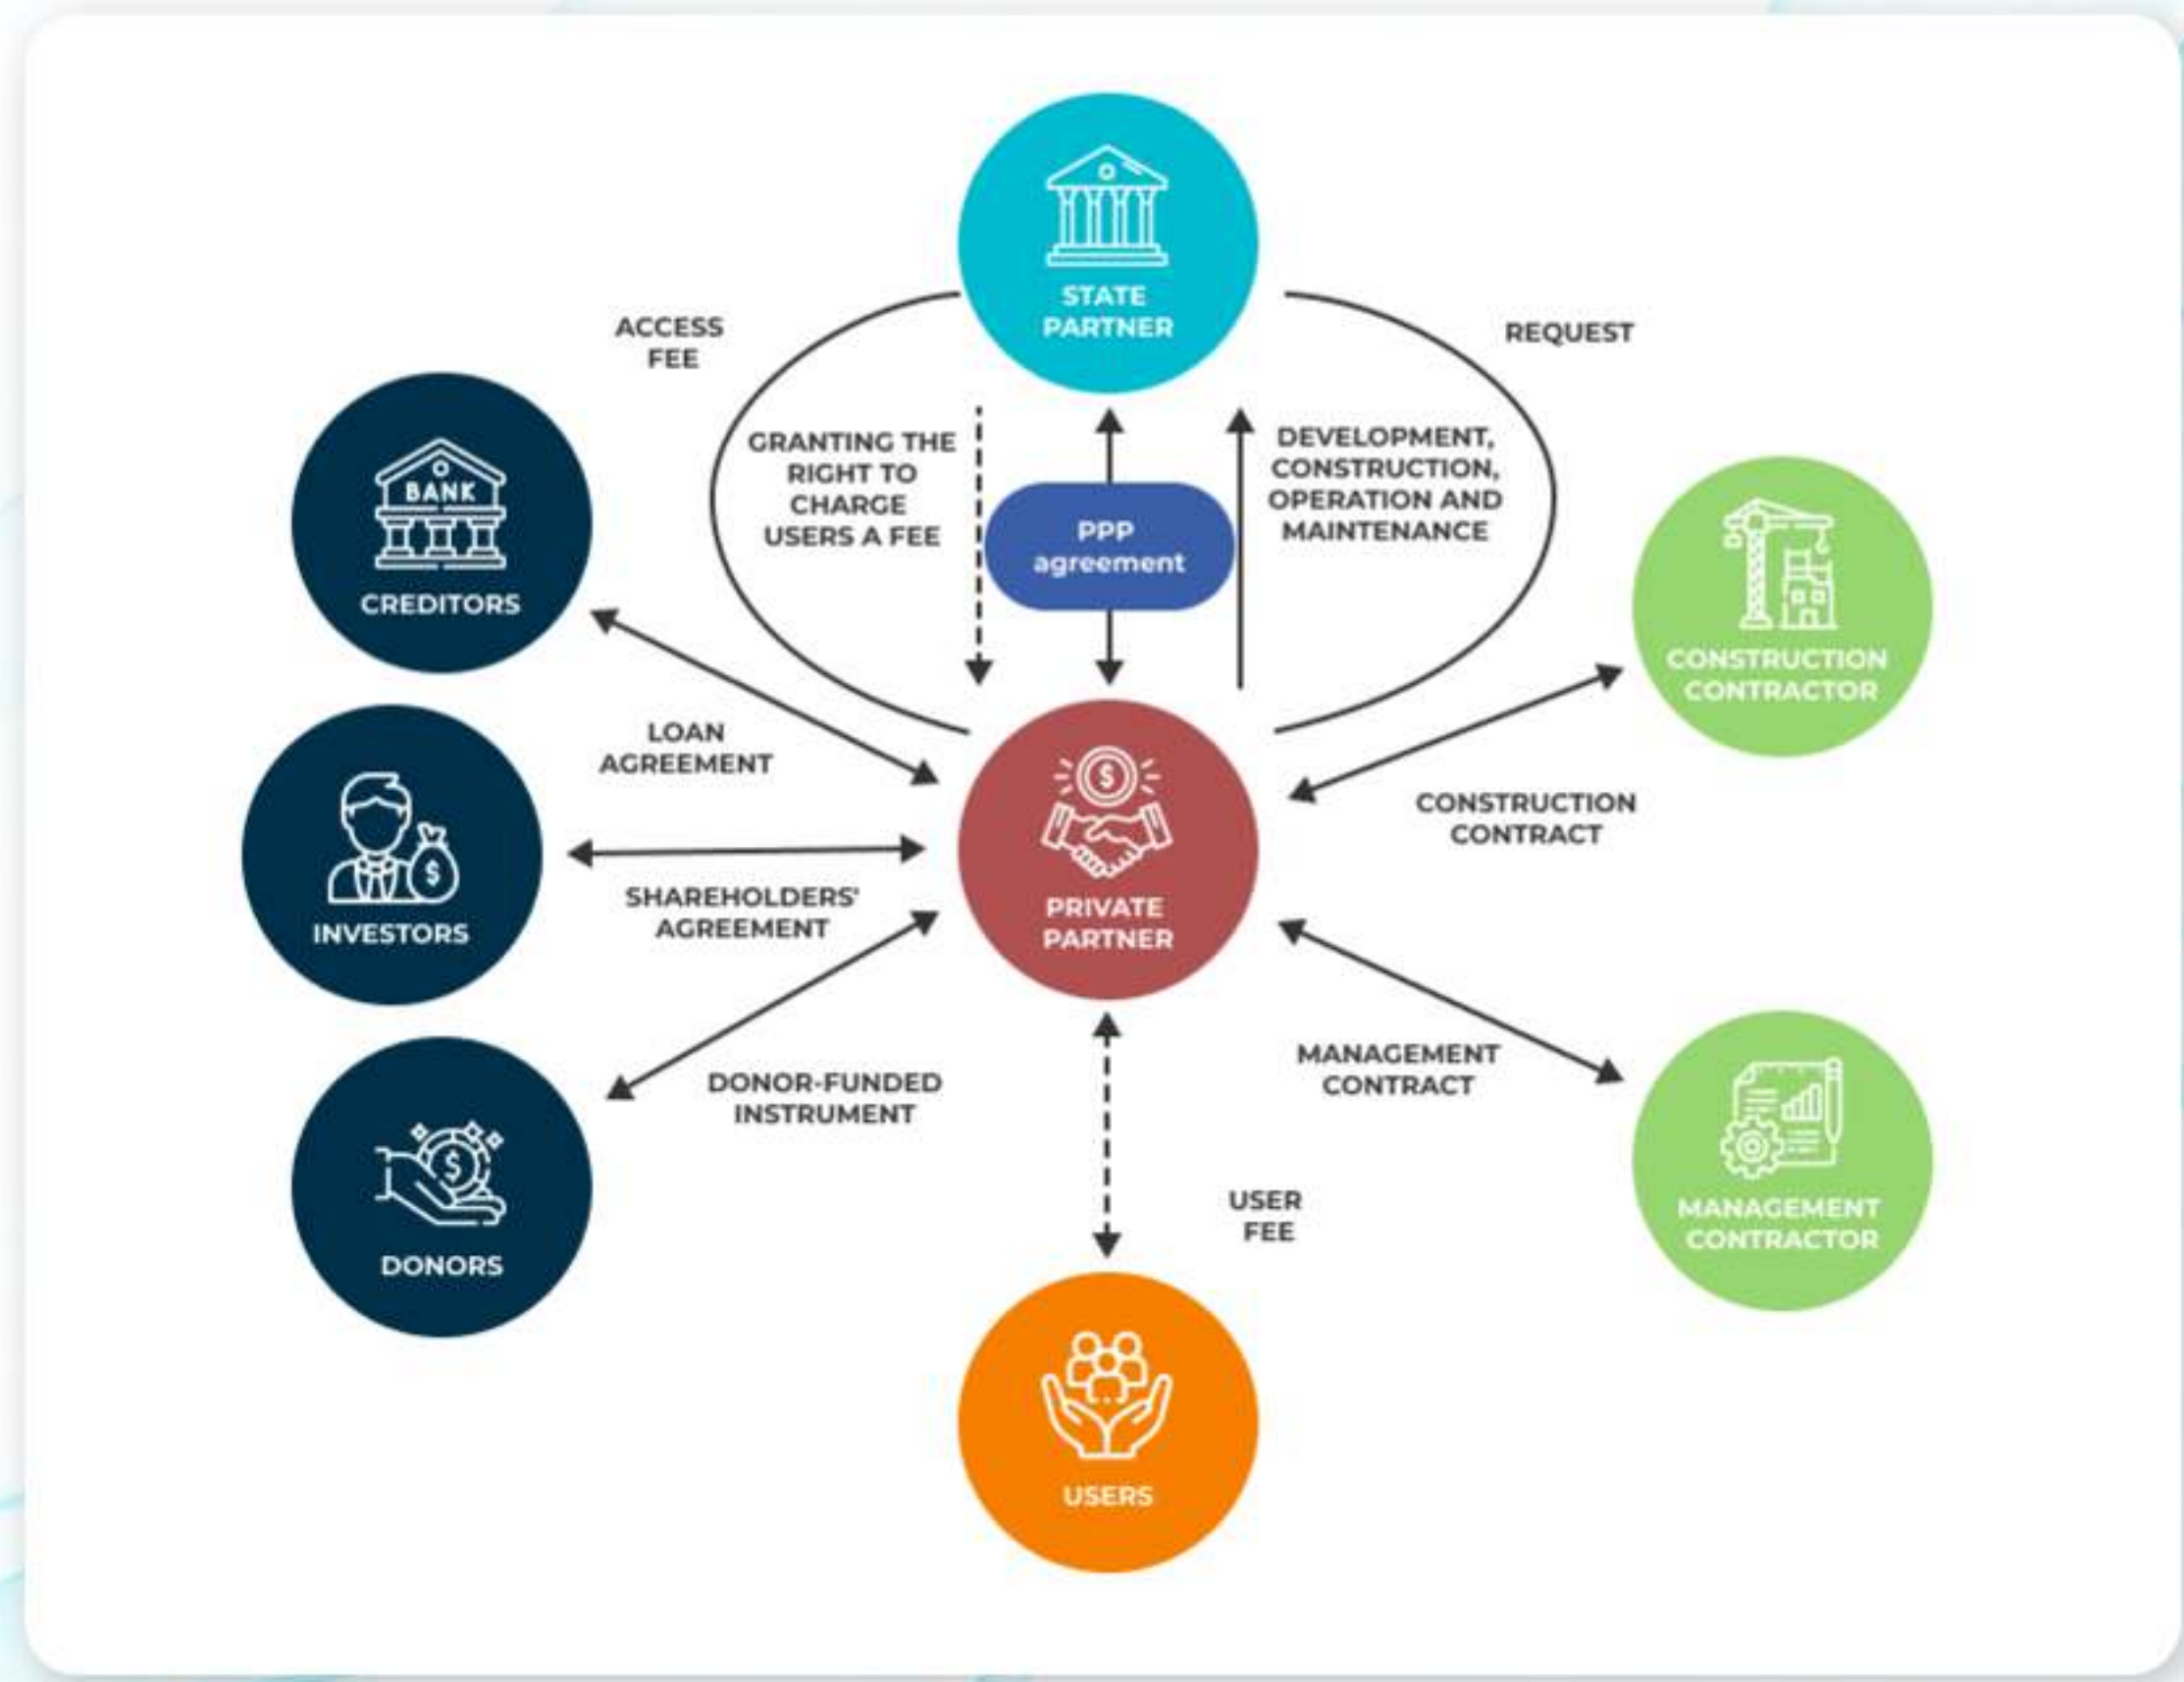 STATE
PARTNER
ACCESS
FEE
REQUEST
GRANTING THE
RIGHT TO
CHARGE
USERS A FEE
PPP
agreement
DEVELOPMENT,
CONSTRUCTION,
OPERATION AND
MAINTENANCE
BANK
CREDITORS
CONSTRUCTION
CONTRACTOR
LOAN
AGREEMENT
CONSTRUCTION
CONTRACT
INVESTORS
SHAREHOLDERS'
AGREEMENT
PRIVATE
PARTNER
DONOR-FUNDED
INSTRUMENT
MANAGEMENT
CONTRACT
DONORS
USER
FEE
MANAGEMENT
CONTRACTOR
USERS